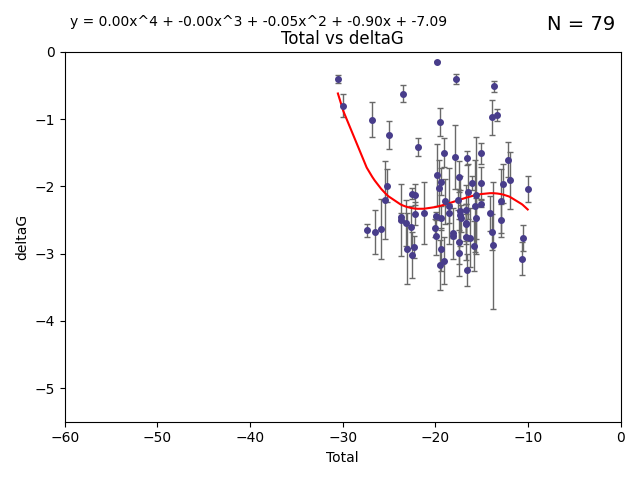 y = 0.00x^4 + -0.00x^3 + -0.05x^2 + -0.90x + -7.09
N = 79
Total vs deltaG
0
−1
−2
−3
−4
−5
deltaG
−60 −50 −40 −30 −20 −10 0
Total